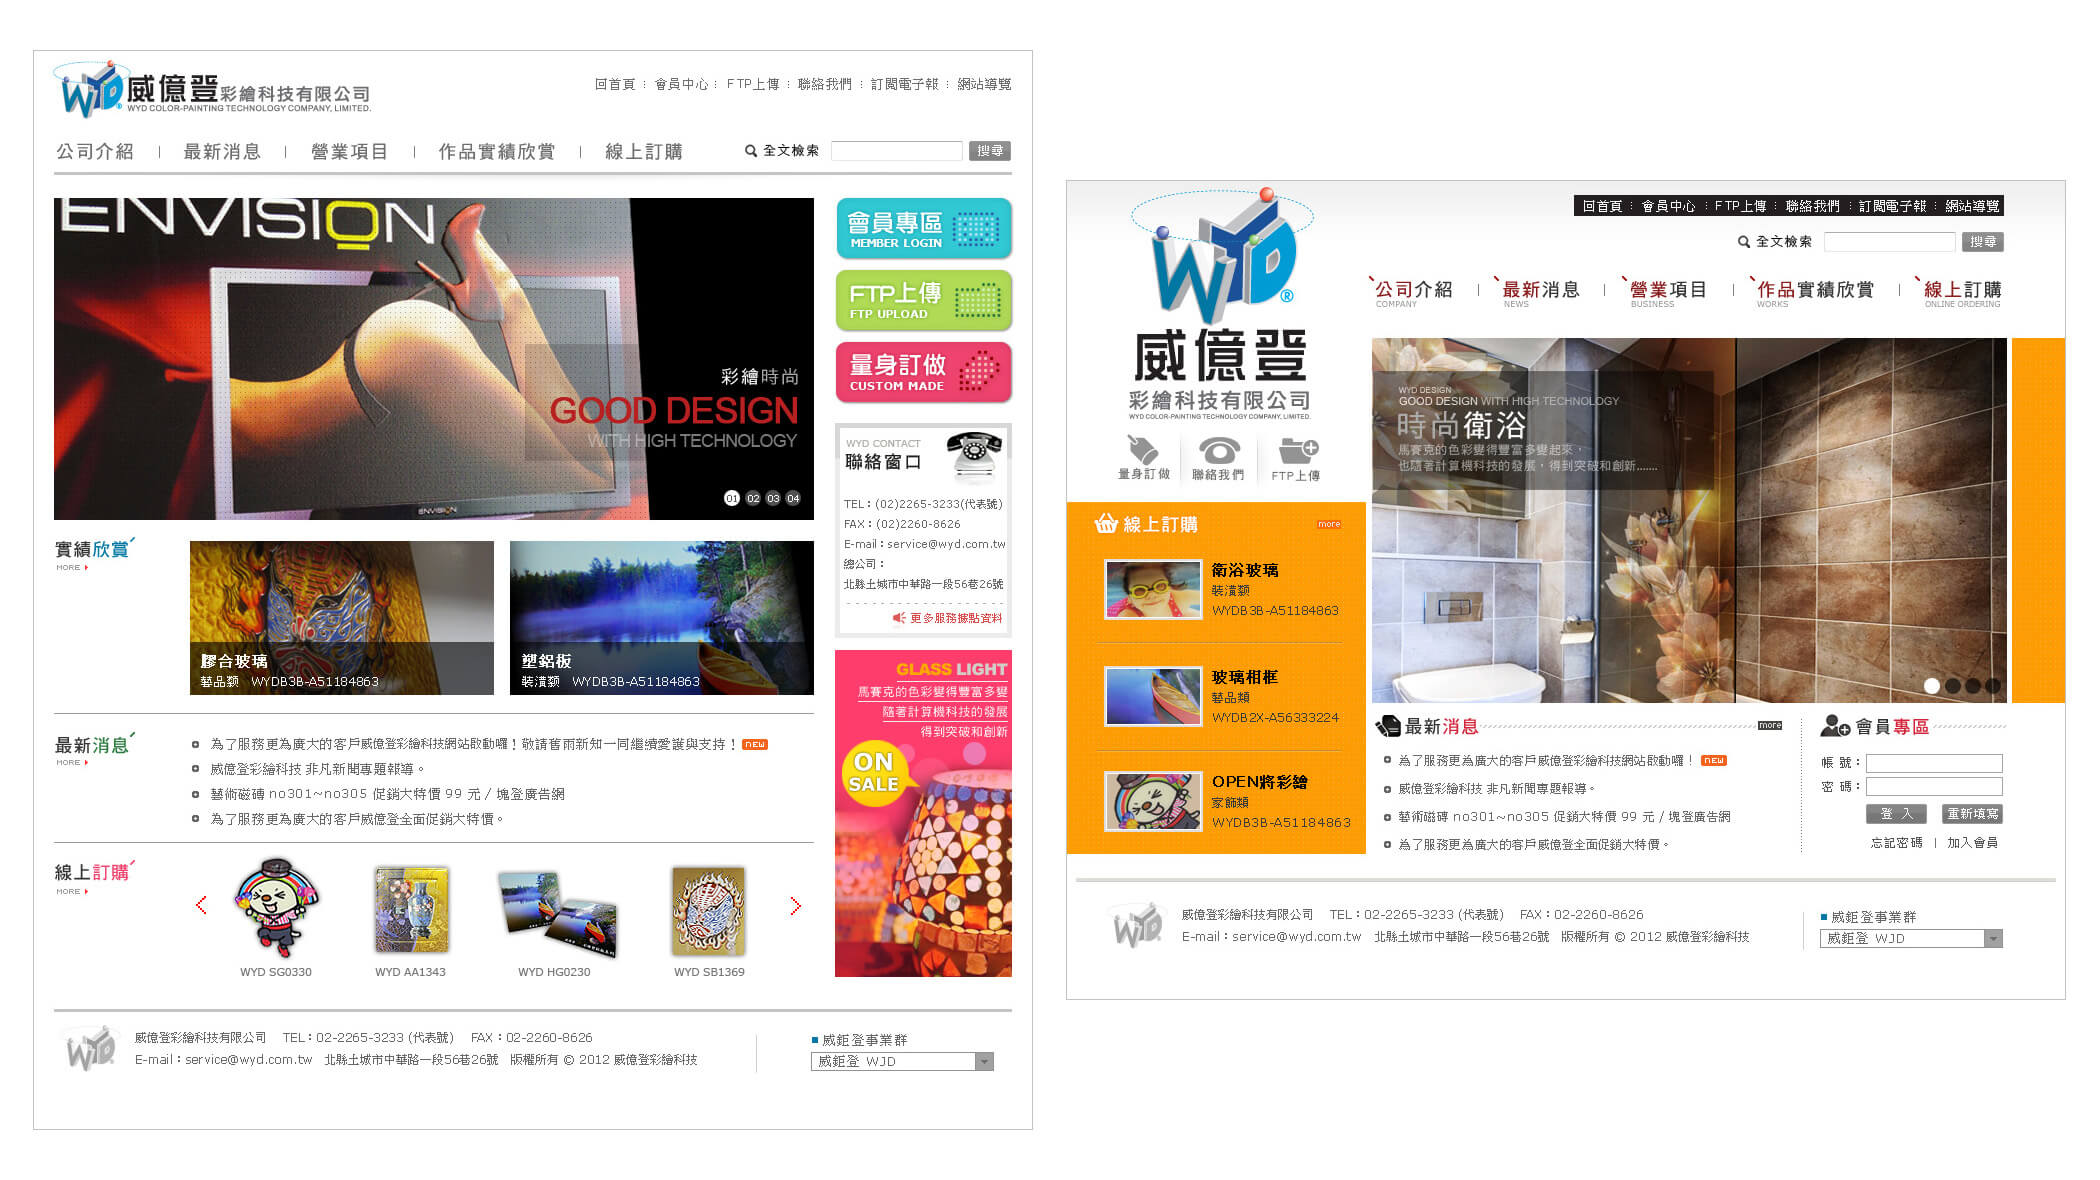 WYD®
威億登彩繪科技有限公司
WYD COLOR-PAINTING TECHNOLOGY COMPANY, LIMITED.
回首頁 : 會員中心 : FTP上傳 : 聯絡我們 : 訂閱電子報 : 網站導覽
公司介紹 | 最新消息 | 營業項目 | 作品實績欣賞 | 線上訂購
全文檢索 搜尋
ENVISION
彩繪時尚
GOOD DESIGN
WITH HIGH TECHNOLOGY
01 02 03 04
ENVISION
會員專區
MEMBER LOGIN
FTP上傳
FTP UPLOAD
量身訂做
CUSTOM MADE
WYD CONTACT
聯絡窗口
TEL：(02)2265-3233(代表號)
FAX：(02)2260-8626
E-mail：service@wyd.com.tw
總公司：
北縣土城市中華路一段56巷26號
更多服務據點資料
實績欣賞
MORE
膠合玻璃
藝品類 WYDB3B-A51184863
塑鋁板
裝潢類 WYDB3B-A51184863
GLASS LIGHT
馬賽克的色彩變得豐富多變
隨著計算機科技的發展
得到突破和創新
ON
SALE
最新消息
MORE
為了服務更為廣大的客戶威億登彩繪科技網站啟動囉！敬請舊雨新知一同繼續愛護與支持！ NEW
威億登彩繪科技 非凡新聞專題報導。
藝術磁磚 no301~no305 促銷大特價 99 元 / 塊登廣告網
為了服務更為廣大的客戶威億登全面促銷大特價。
線上訂購
MORE
WYD SG0330
WYD AA1343
WYD HG0230
WYD SB1369
WYD
威億登彩繪科技有限公司 TEL：02-2265-3233 (代表號) FAX：02-2260-8626
E-mail：service@wyd.com.tw 北縣土城市中華路一段56巷26號 版權所有 © 2012 威億登彩繪科技
威鉅登事業群
威鉅登 WJD
WYD®
威億登
彩繪科技有限公司
WYD COLOR-PAINTING TECHNOLOGY COMPANY, LIMITED.
量身訂做 聯絡我們 FTP上傳
回首頁 : 會員中心 : FTP上傳 : 聯絡我們 : 訂閱電子報 : 網站導覽
全文檢索 搜尋
公司介紹 | 最新消息 | 營業項目 | 作品實績欣賞 | 線上訂購
COMPANY NEWS BUSINESS WORKS ONLINE ORDERING
WYD DESIGN
GOOD DESIGN WITH HIGH TECHNOLOGY
時尚衛浴
馬賽克的色彩變得豐富多變起來，
也隨著計算機科技的發展，得到突破和創新.......
線上訂購 more
衛浴玻璃
裝潢類
WYDB3B-A51184863
玻璃相框
藝品類
WYDB2X-A56333224
OPEN將彩繪
家飾類
WYDB3B-A51184863
最新消息 more
為了服務更為廣大的客戶威億登彩繪科技網站啟動囉！ NEW
威億登彩繪科技 非凡新聞專題報導。
藝術磁磚 no301~no305 促銷大特價 99 元 / 塊登廣告網
為了服務更為廣大的客戶威億登全面促銷大特價。
會員專區
帳 號：
密 碼：
登 入 重新填寫
忘記密碼 | 加入會員
WYD
威億登彩繪科技有限公司 TEL：02-2265-3233 (代表號) FAX：02-2260-8626
E-mail：service@wyd.com.tw 北縣土城市中華路一段56巷26號 版權所有 © 2012 威億登彩繪科技
威鉅登事業群
威鉅登 WJD